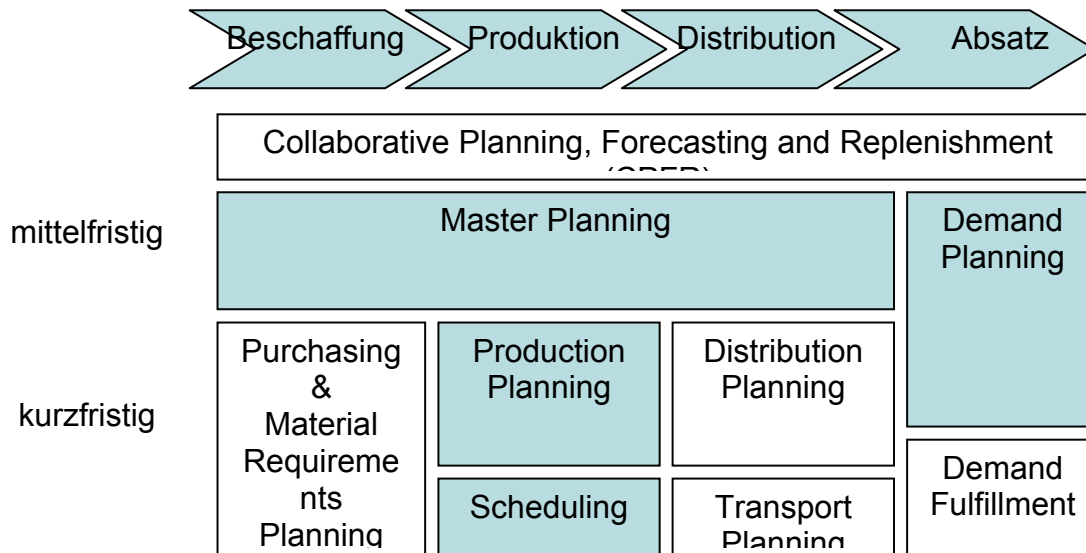 Beschaffung
Produktion
Distribution
Absatz
Collaborative Planning, Forecasting and Replenishment
mittelfristig
Master Planning
Demand
Planning
kurzfristig
Purchasing
&
Material
Requireme
nts
Planning
Production
Planning
Distribution
Planning
Scheduling
Transport
Planning
Demand
Fulfillment